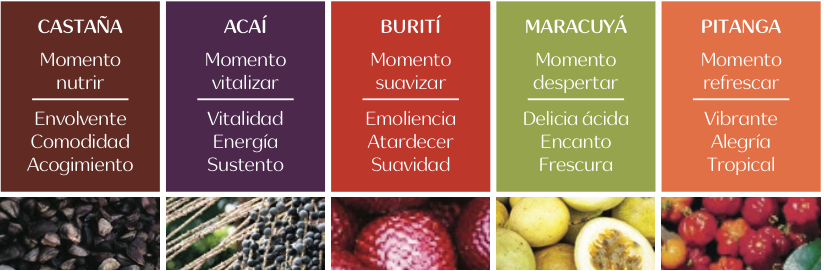 CASTAÑA
Momento
nutrir
Envolvente
Comodidad
Acogimiento
ACAÍ
Momento
vitalizar
Vitalidad
Energía
Sustento
BURITÍ
Momento
suavizar
Emoliencia
Atardecer
Suavidad
MARACUYÁ
Momento
despertar
Delicia ácida
Encanto
Frescura
PITANGA
Momento
refrescar
Vibrante
Alegría
Tropical